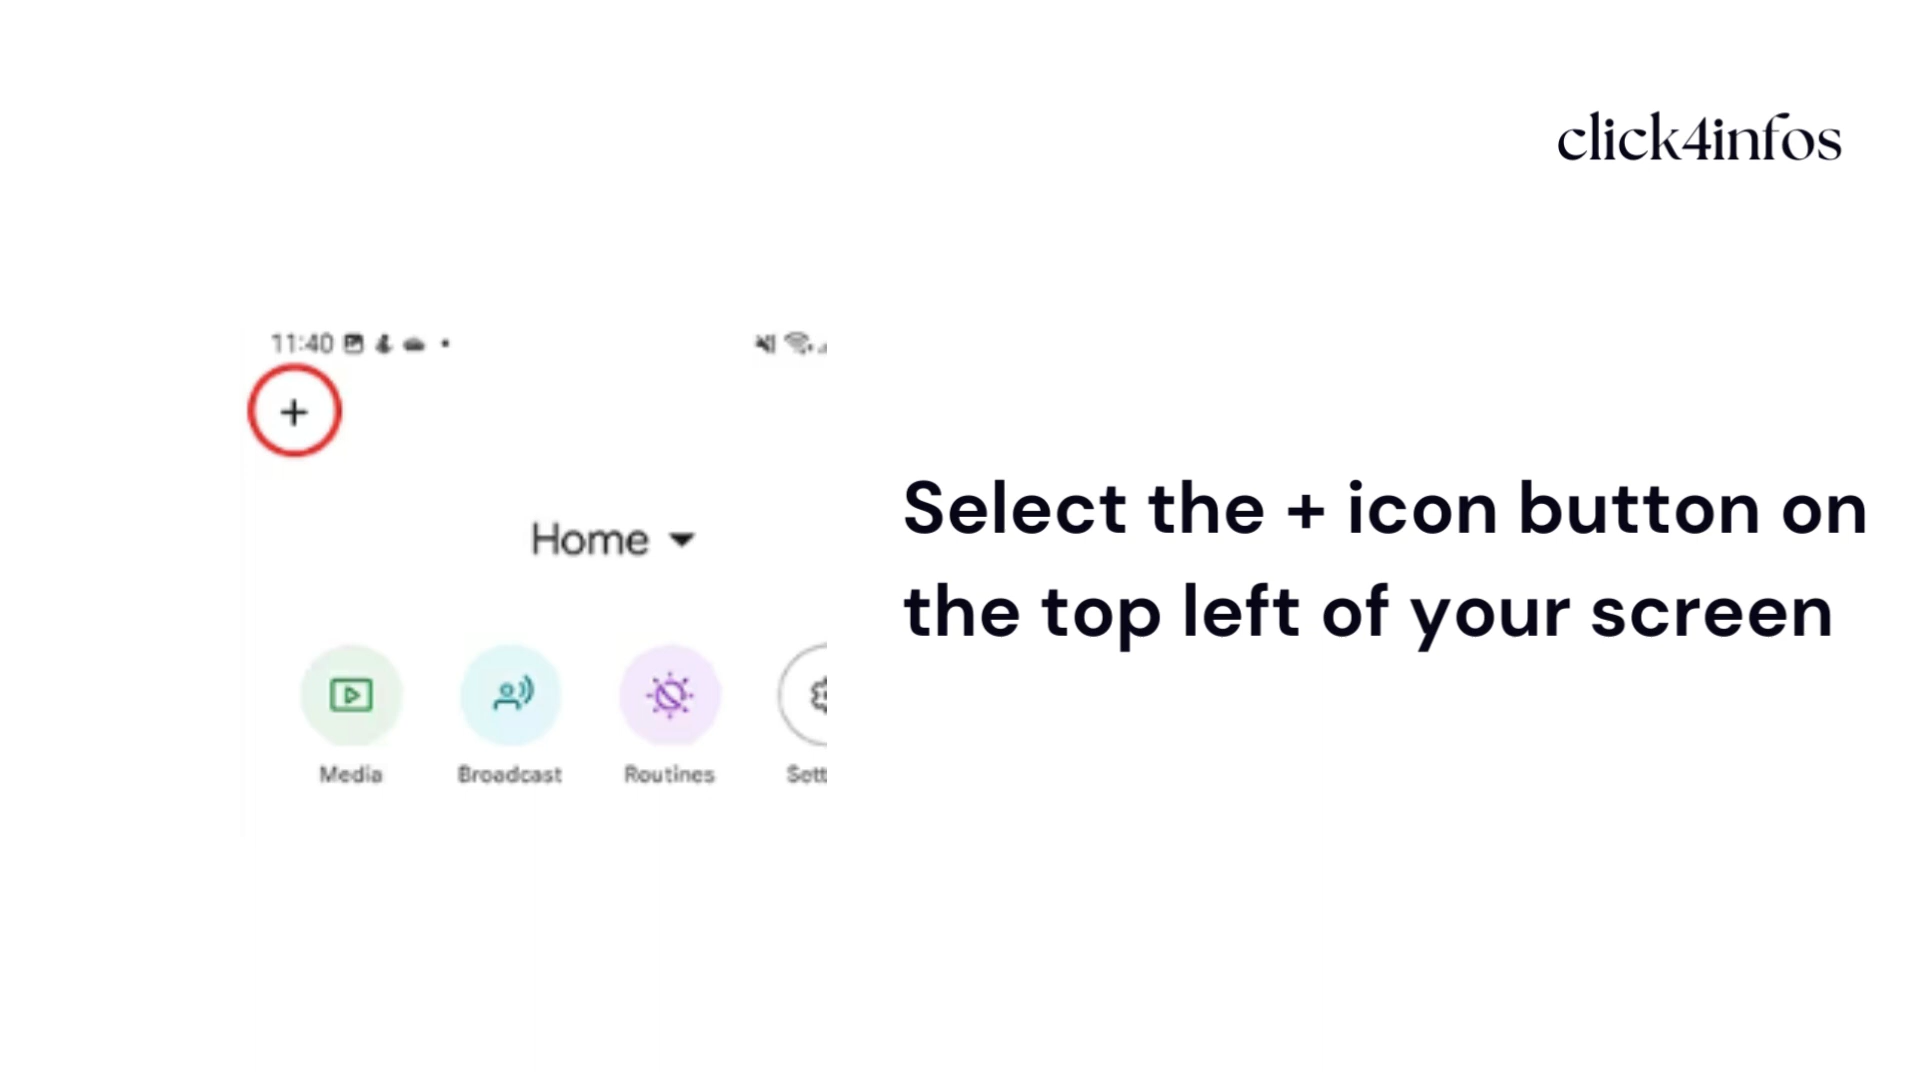 click4infos
11:40
+
Home
Media Broadcast Routines Sett
Select the + icon button on
the top left of your screen